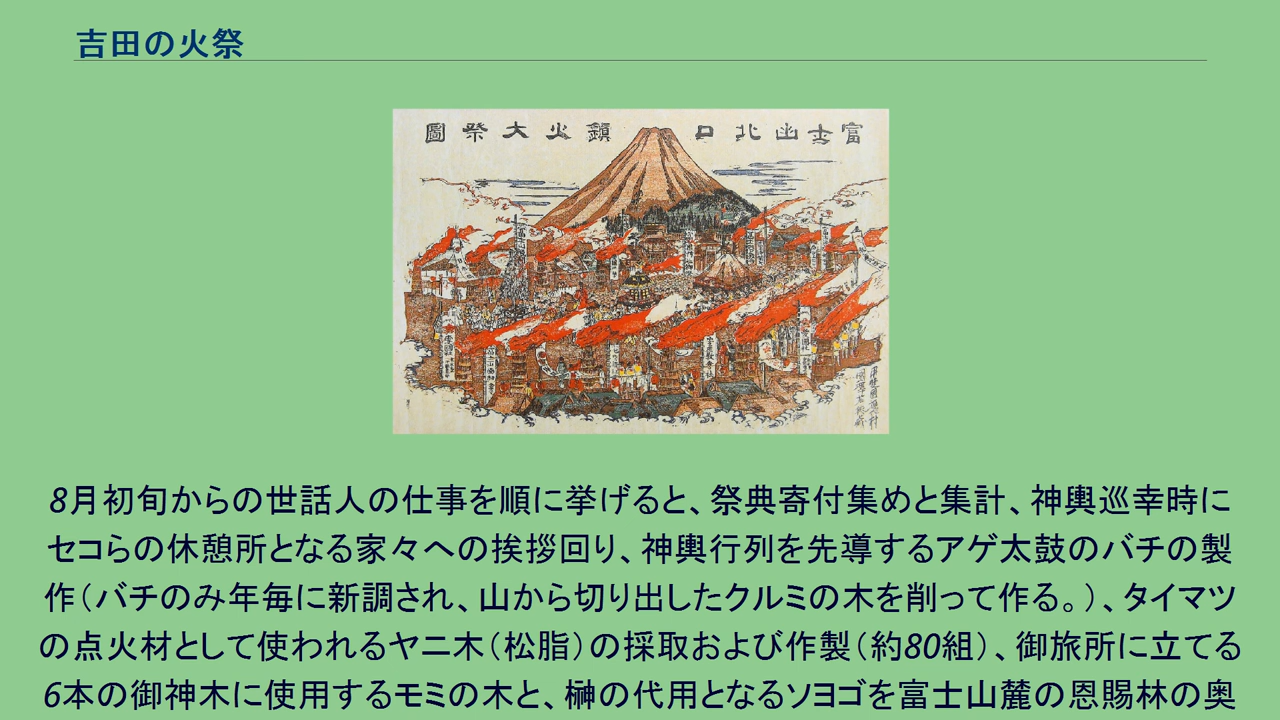 吉田の火祭
富士山北口鎮火大祭圖
8月初旬からの世話人の仕事を順に挙げると、祭典寄付集めと集計、神輿巡幸時に
セコらの休憩所となる家々への挨拶回り、神輿行列を先導するアゲ太鼓のバチの製
作（バチのみ年毎に新調され、山から切り出したクルミの木を削って作る。）、タイマツ
の点火材として使われるヤニ木（松脂）の採取および作製（約80組）、御旅所に立てる
6本の御神木に使用するモミの木と、榊の代用となるソヨゴを富士山麓の恩賜林の奥